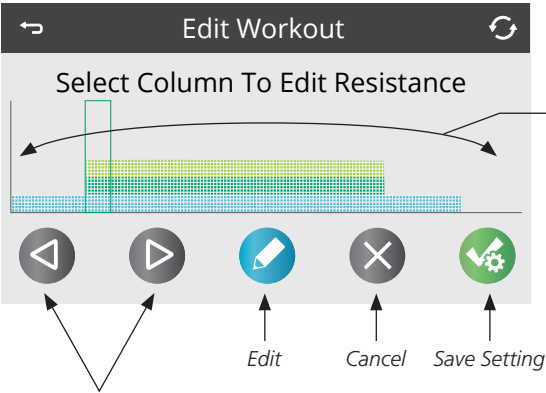 Edit Workout
Select Column To Edit Resistance
Edit
Cancel
Save Setting